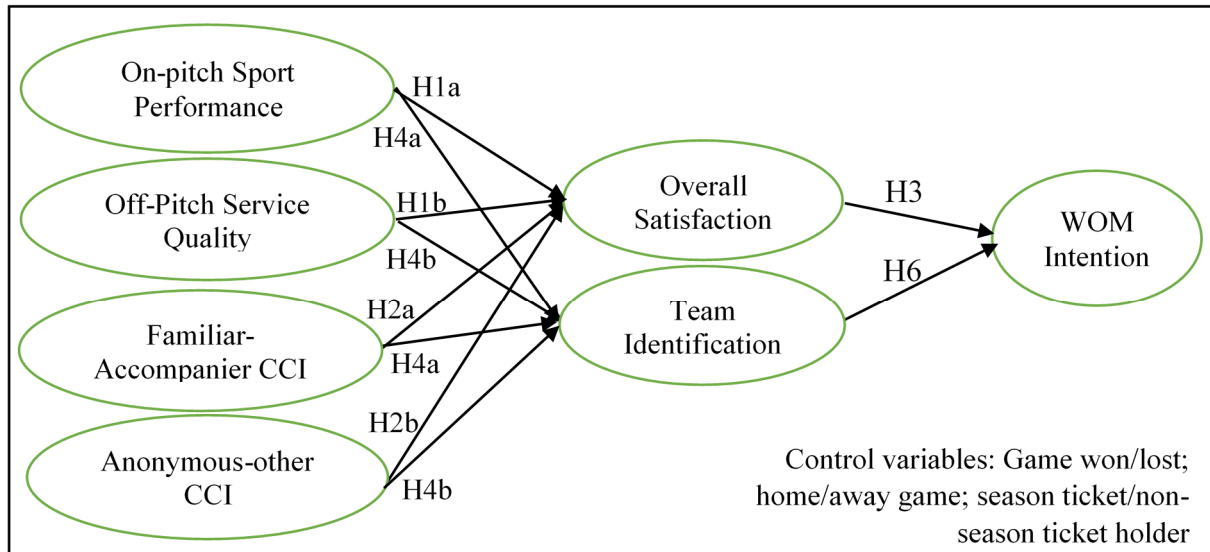 On-pitch Sport
Performance
H1a
H4a
Off-Pitch Service
Quality
H1b
H4b
Familiar-
Accompanier CCI
H2a
H4a
Anonymous-other
CCI
H2b
H4b
Overall
Satisfaction
H3
Team
Identification
H6
WOM
Intention
Control variables: Game won/lost;
home/away game; season ticket/non-
season ticket holder